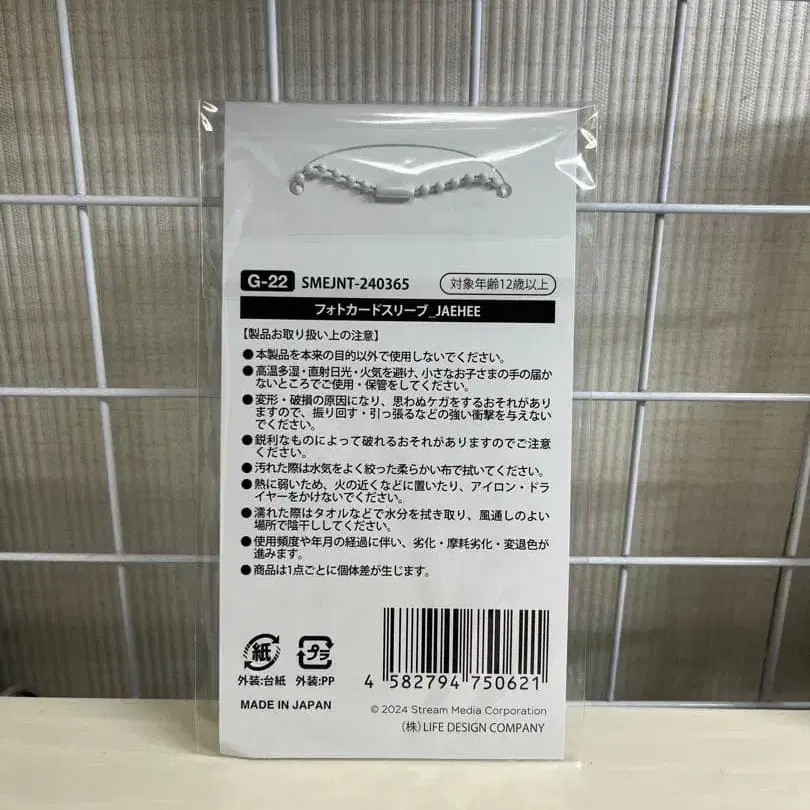 G-22 SMEJNT-240365 対象年齢12歳以上
フォトカードスリーブ_JAEHEE
【製品お取り扱い上の注意】
●本製品を本来の目的以外で使用しないでください。
●高温多湿・直射日光・火気を避け、小さなお子さまの手の届か
ないところでご使用・保管をしてください。
●変形・破損の原因になり、思わぬケガをするおそれがあり
ますので、振り回す・引っ張るなどの強い衝撃を与えない
でください。
●鋭利なものによって破れるおそれがありますのでご注意
ください。
●汚れた際は水気をよく絞った柔らかい布で拭いてください。
●熱に弱いため、火の近くなどに置いたり、アイロン・ドラ
イヤーをかけないでください。
●濡れた際はタオルなどで水分を拭き取り、風通しのよい
場所で陰干ししてください。
●使用頻度や年月の経過に伴い、劣化・摩耗劣化・変退色が
進みます。
●商品は1点ごとに個体差が生じます。
紙 プラ
外装:台紙 外装:PP
4 582794 750621
MADE IN JAPAN
© 2024 Stream Media Corporation
(株)LIFE DESIGN COMPANY